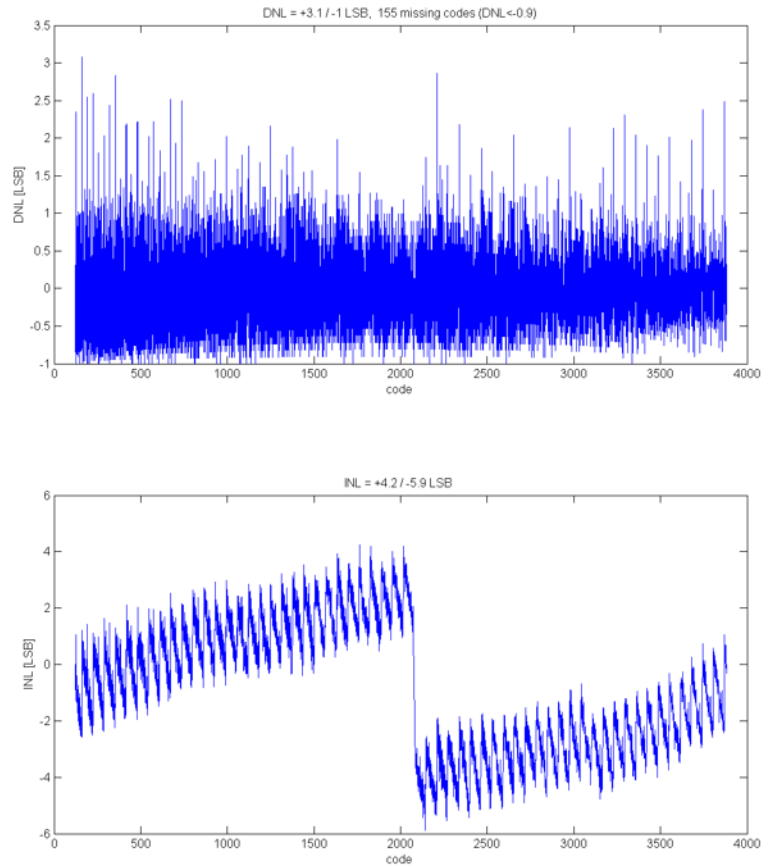 DNL = +3.1 / -1 LSB,  155 missing codes (DNL<-0.9)
3.5
3
2.5
2
1.5
1
0.5
0
-0.5
-1
DNL [LSB]
0 500 1000 1500 2000 2500 3000 3500 4000
code
INL = +4.2 / -5.9 LSB
6
4
2
0
-2
-4
-6
INL [LSB]
0 500 1000 1500 2000 2500 3000 3500 4000
code